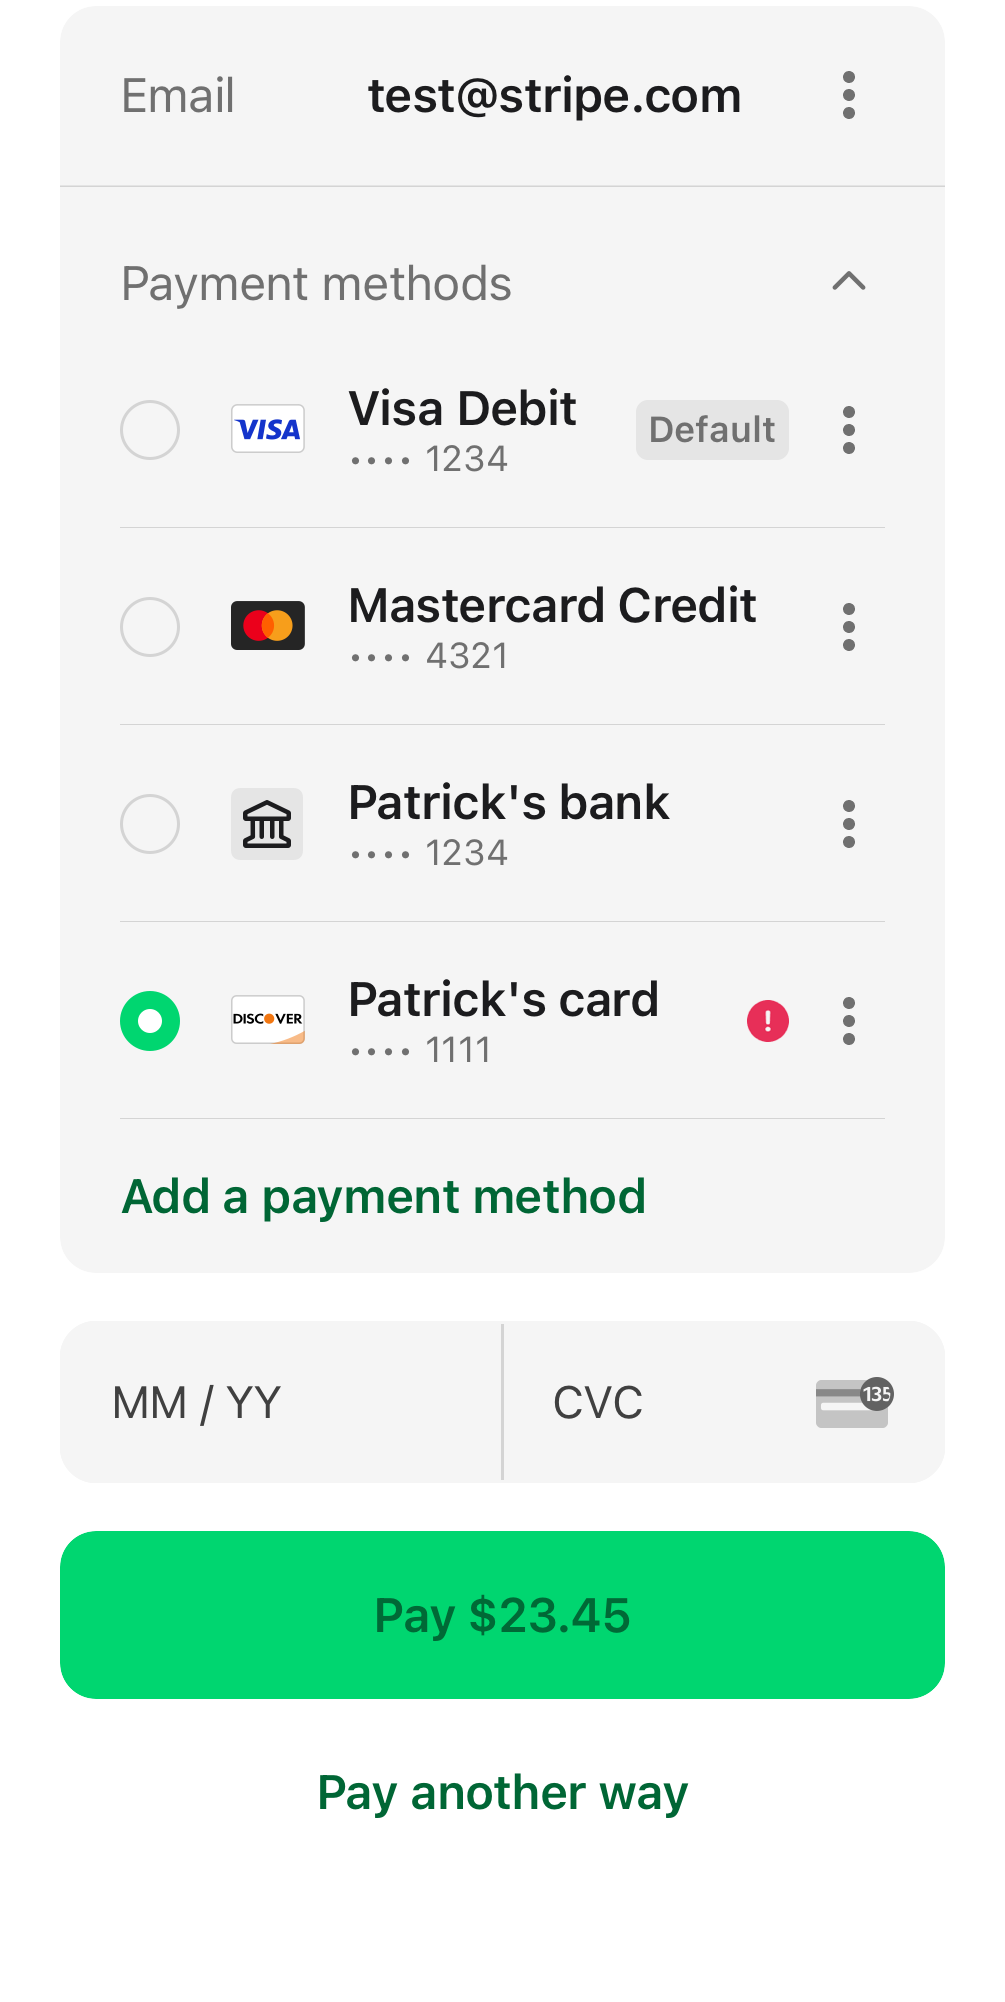 Email test@stripe.com
Payment methods
VISA Visa Debit Default
•••• 1234
Mastercard Credit
•••• 4321
Patrick's bank
•••• 1234
DISCOVER Patrick's card !
•••• 1111
Add a payment method
MM / YY CVC 135
Pay $23.45
Pay another way